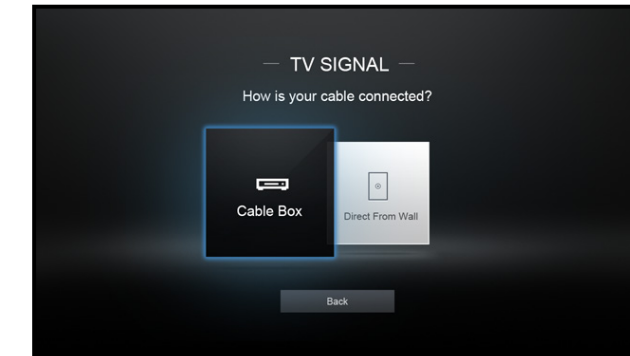 TV SIGNAL
How is your cable connected?
Cable Box
Direct From Wall
Back